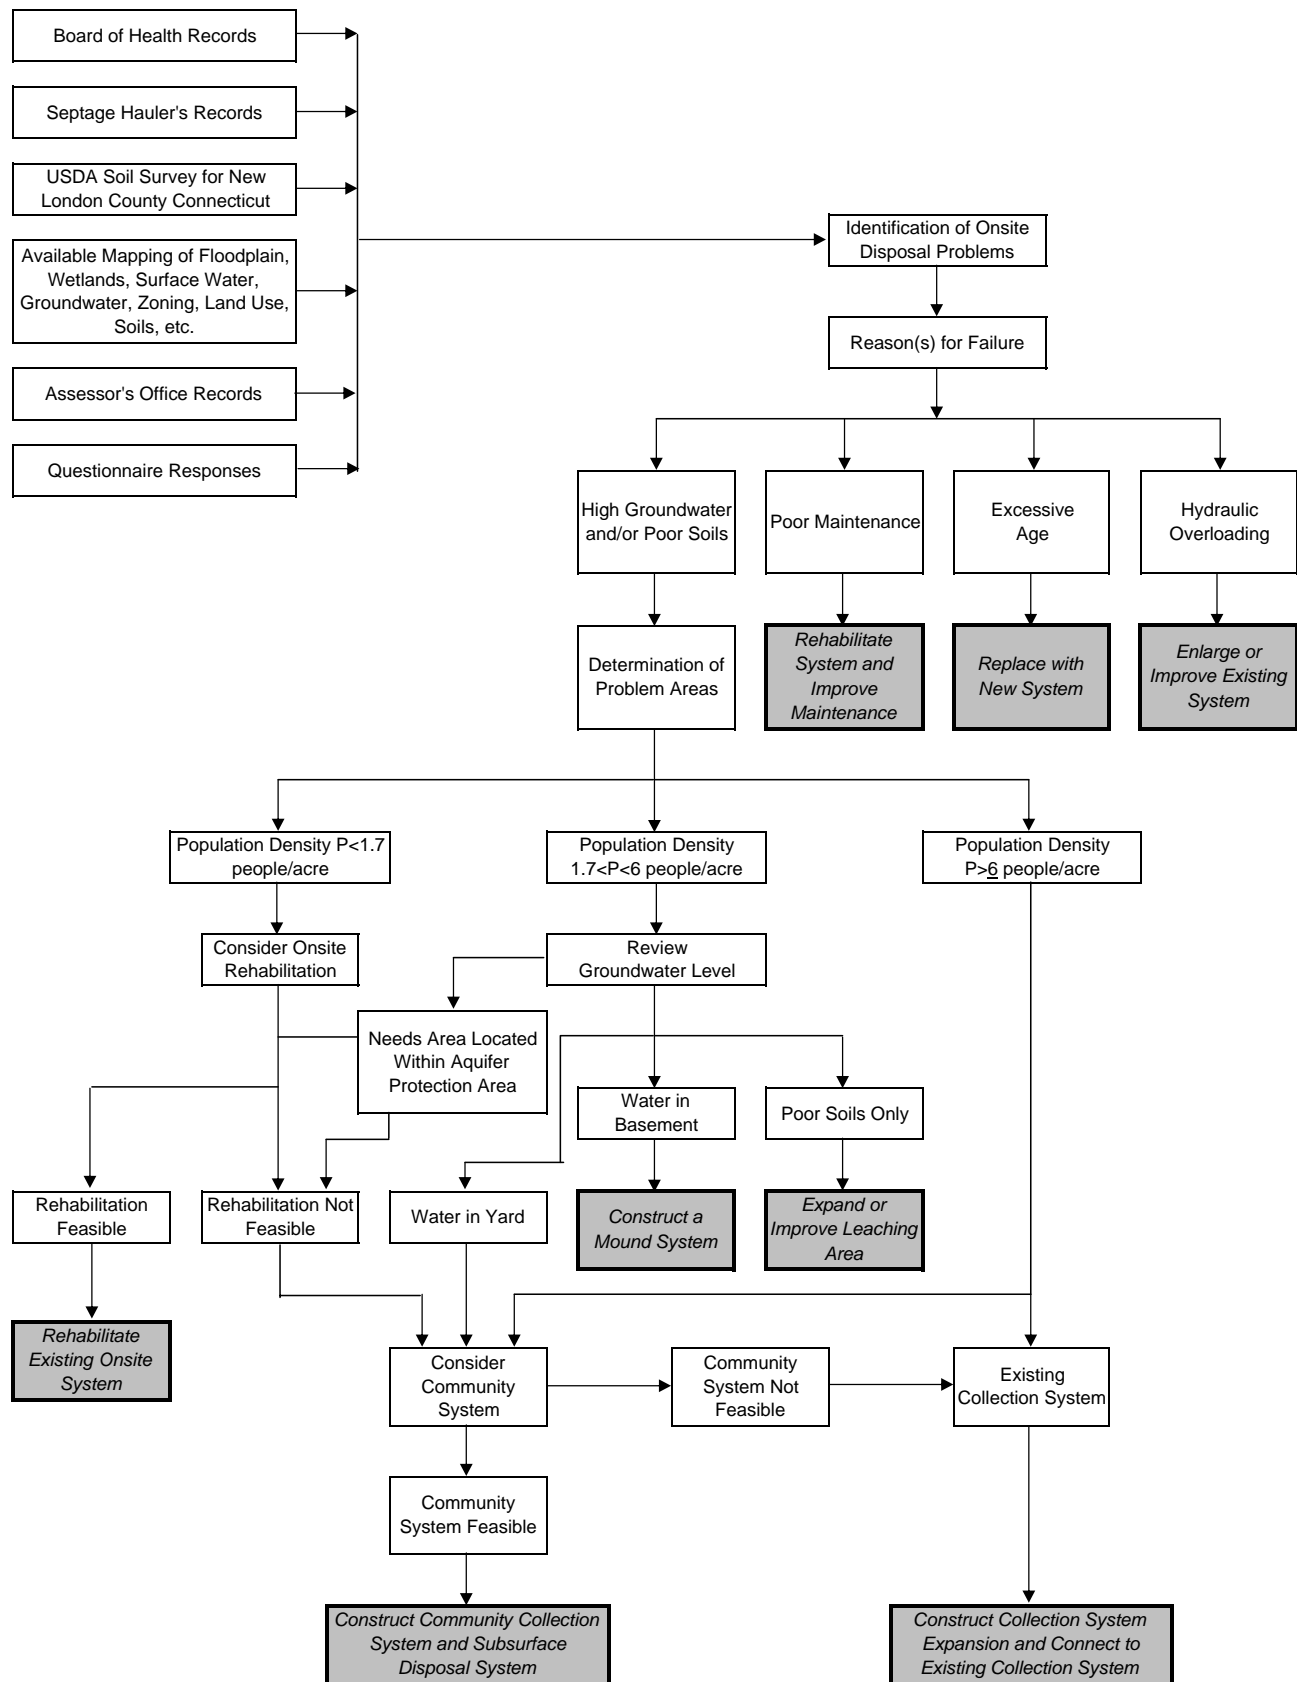 Board of Health Records
Septage Hauler's Records
USDA Soil Survey for New
London County Connecticut
Available Mapping of Floodplain,
Wetlands, Surface Water,
Groundwater, Zoning, Land Use,
Soils, etc.
Assessor's Office Records
Questionnaire Responses
Identification of Onsite
Disposal Problems
Reason(s) for Failure
High Groundwater
and/or Poor Soils
Poor Maintenance
Excessive
Age
Hydraulic
Overloading
Determination of
Problem Areas
Rehabilitate
System and
Improve
Maintenance
Replace with
New System
Enlarge or
Improve Existing
System
Population Density P<1.7
people/acre
Population Density
1.7<P<6 people/acre
Population Density
P>6 people/acre
Consider Onsite
Rehabilitation
Review
Groundwater Level
Needs Area Located
Within Aquifer
Protection Area
Water in
Basement
Poor Soils Only
Rehabilitation
Feasible
Rehabilitation Not
Feasible
Water in Yard
Construct a
Mound System
Expand or
Improve Leaching
Area
Rehabilitate
Existing Onsite
System
Consider
Community
System
Community
System Not
Feasible
Existing
Collection System
Community
System Feasible
Construct Community Collection
System and Subsurface
Disposal System
Construct Collection System
Expansion and Connect to
Existing Collection System